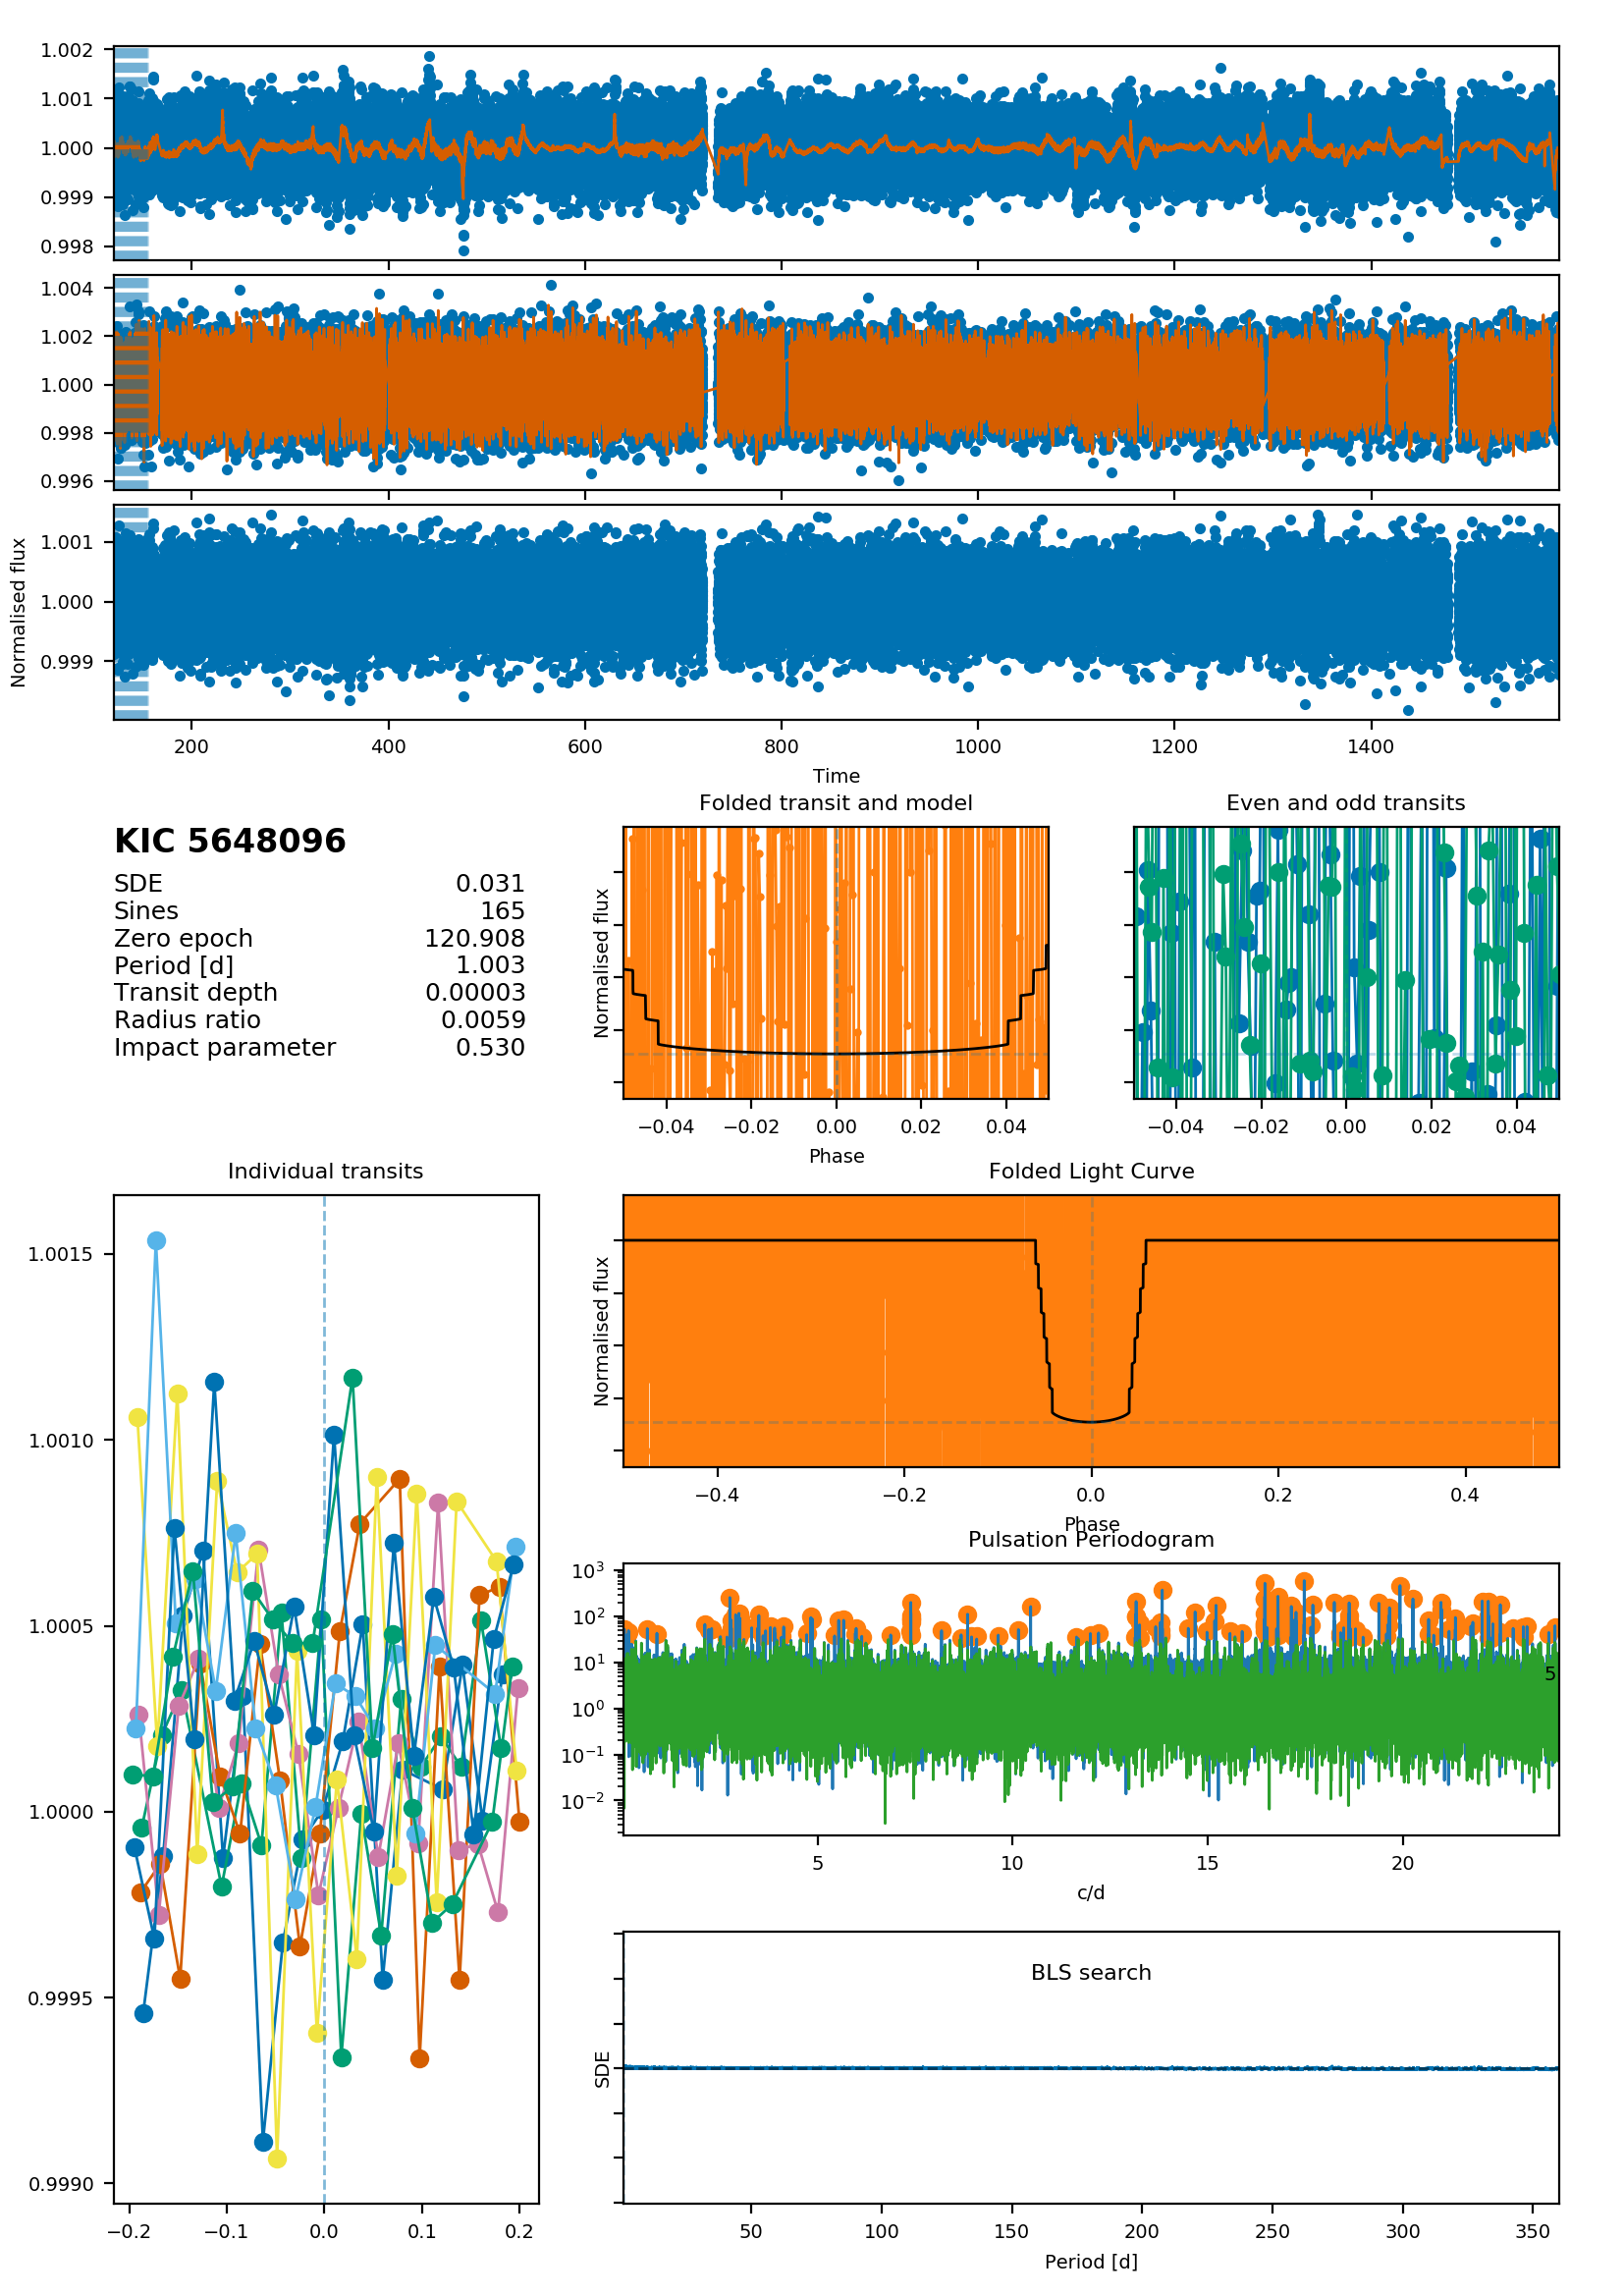 1.002
1.001
1.000
0.999
0.998
1.004
1.002
1.000
0.998
0.996
1.001
1.000
0.999
Normalised flux
200 400 600 800 1000 1200 1400
Time
KIC 5648096
SDE 0.031
Sines 165
Zero epoch 120.908
Period [d] 1.003
Transit depth 0.00003
Radius ratio 0.0059
Impact parameter 0.530
Folded transit and model
Normalised flux
−0.04 −0.02 0.00 0.02 0.04
Phase
Even and odd transits
−0.04 −0.02 0.00 0.02 0.04
Individual transits
1.0015
1.0010
1.0005
1.0000
0.9995
0.9990
−0.2 −0.1 0.0 0.1 0.2
Folded Light Curve
Normalised flux
−0.4 −0.2 0.0 0.2 0.4
Phase
Pulsation Periodogram
10³
10²
10¹
10⁰
10⁻¹
10⁻²
5
5 10 15 20
c/d
BLS search
SDE
50 100 150 200 250 300 350
Period [d]